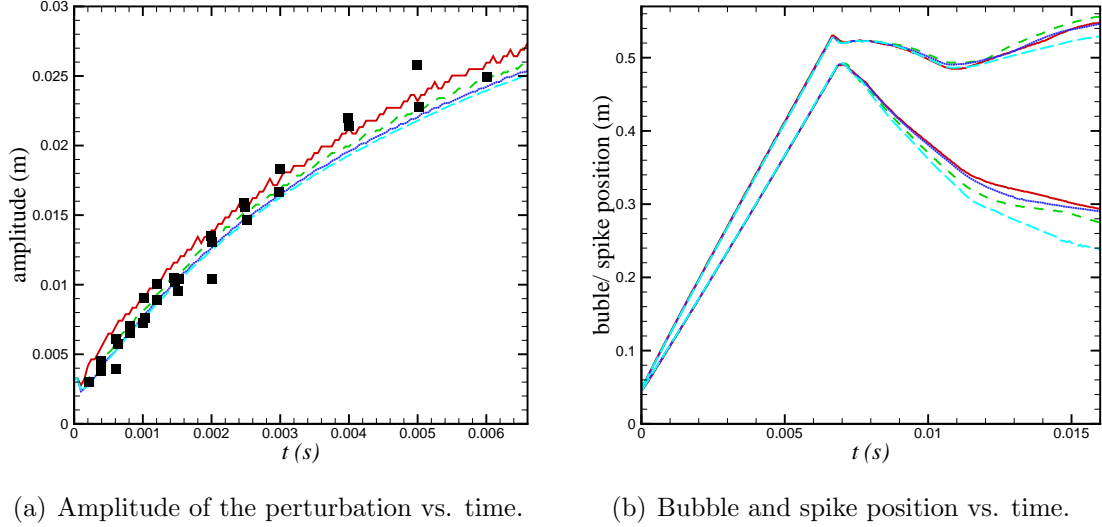 0.03
0.025
0.02
0.015
0.01
0.005
0
amplitude (m)
0 0.001 0.002 0.003 0.004 0.005 0.006
t (s)
(a) Amplitude of the perturbation vs. time.
0.5
0.4
0.3
0.2
0.1
0
buble/ spike position (m)
0 0.005 0.01 0.015
t (s)
(b) Bubble and spike position vs. time.